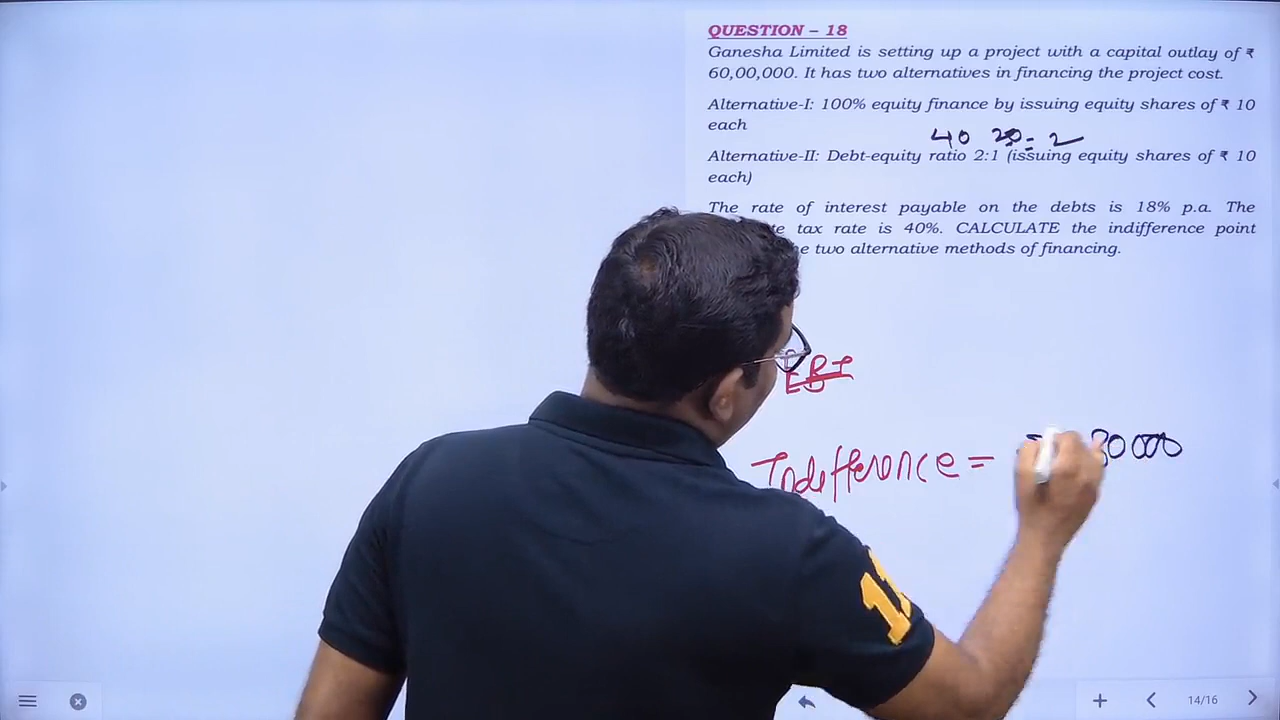 QUESTION – 18
Ganesha Limited is setting up a project with a capital outlay of ₹
60,00,000. It has two alternatives in financing the project cost.
Alternative-I: 100% equity finance by issuing equity shares of ₹ 10
each
40 20 = 2
Alternative-II: Debt-equity ratio 2:1 (issuing equity shares of ₹ 10
each)
The rate of interest payable on the debts is 18% p.a. The
tax rate is 40%. CALCULATE the indifference point
two alternative methods of financing.
EBT
Indefference =
80000
11
14/16